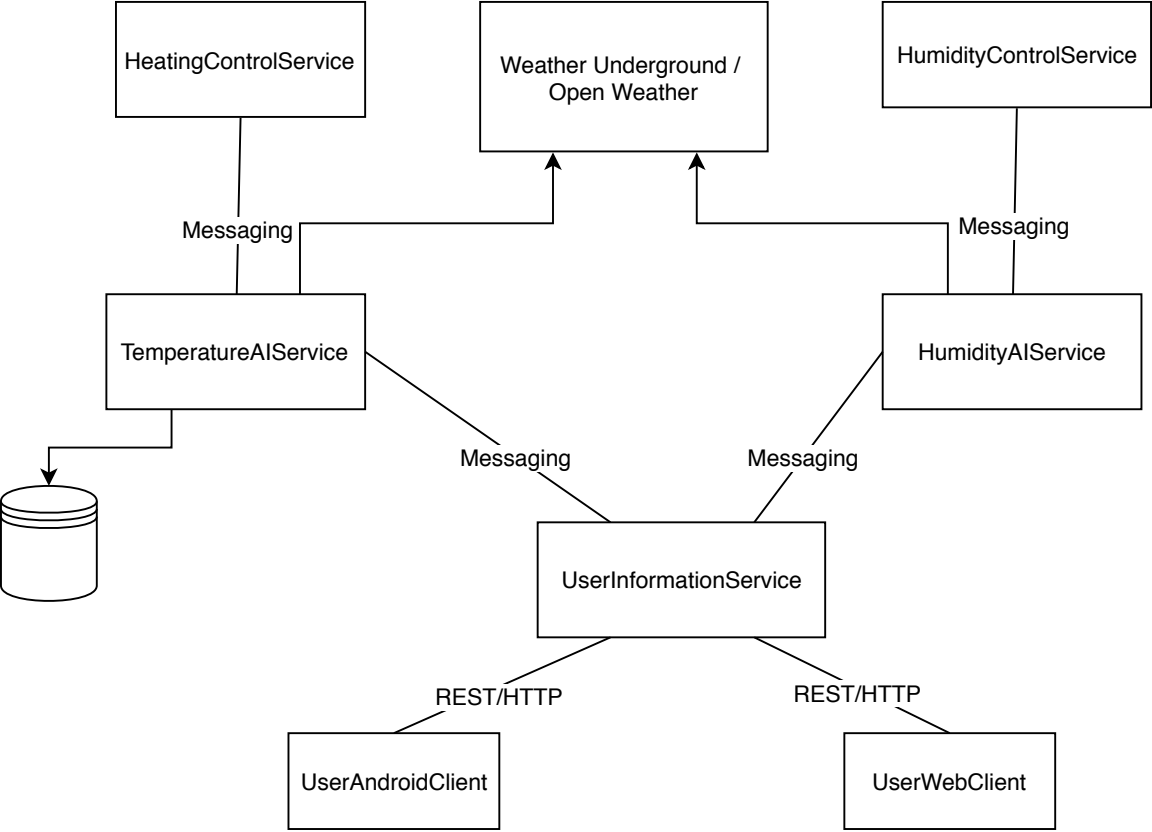 HeatingControlService
Weather Underground /
Open Weather
HumidityControlService
Messaging
Messaging
TemperatureAIService
HumidityAIService
Messaging
Messaging
UserInformationService
REST/HTTP
REST/HTTP
UserAndroidClient
UserWebClient